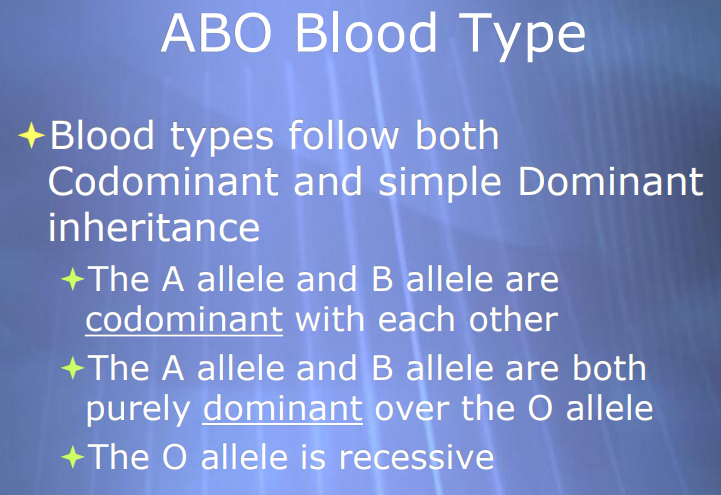 ABO Blood Type
Blood types follow both
Codominant and simple Dominant
inheritance
The A allele and B allele are
codominant with each other
The A allele and B allele are both
purely dominant over the O allele
The O allele is recessive